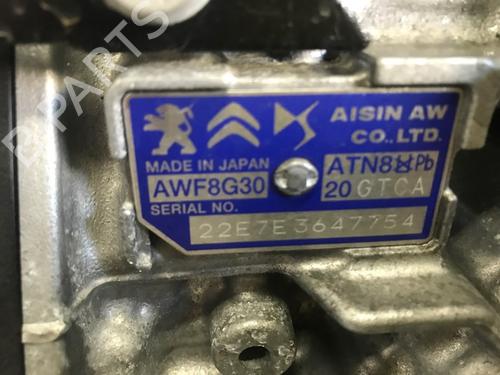 B-PARTS
AISIN AW
CO., LTD.
MADE IN JAPAN
AWF8G30
ATN8 Pb
20 GTCA
SERIAL NO.
22E7E3647754